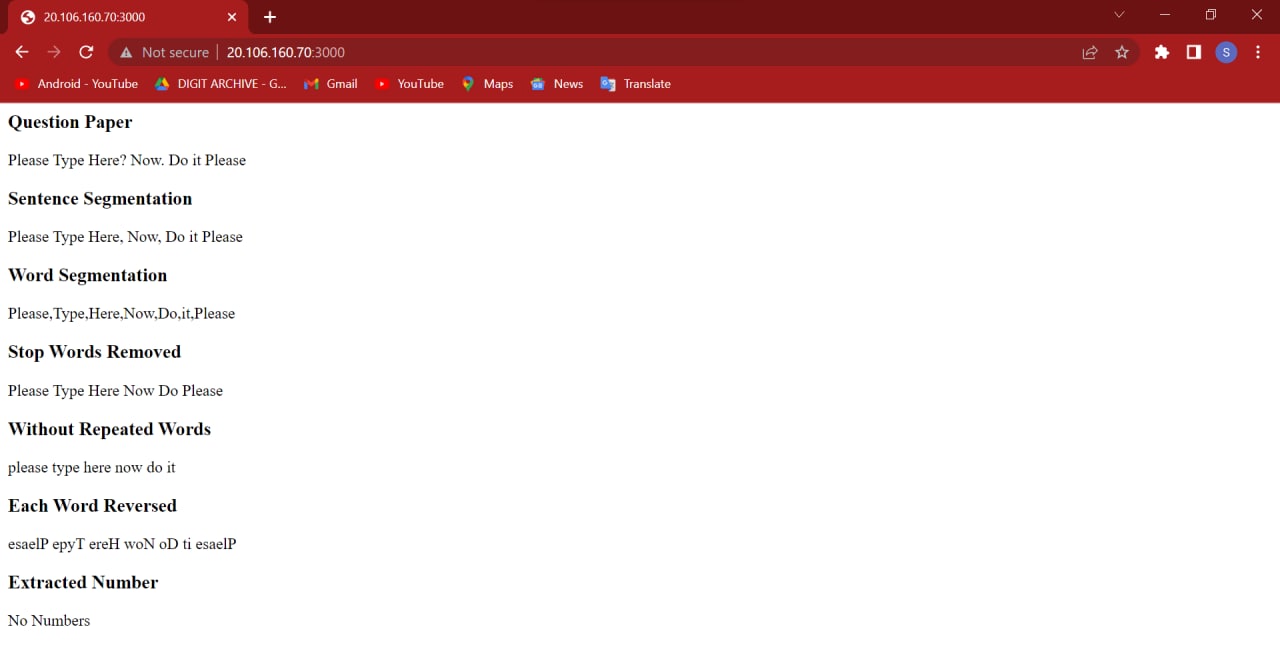 20.106.160.70:3000
Not secure | 20.106.160.70:3000
S
Android - YouTube DIGIT ARCHIVE - G... Gmail YouTube Maps News Translate
Question Paper
Please Type Here? Now. Do it Please
Sentence Segmentation
Please Type Here, Now, Do it Please
Word Segmentation
Please,Type,Here,Now,Do,it,Please
Stop Words Removed
Please Type Here Now Do Please
Without Repeated Words
please type here now do it
Each Word Reversed
esaelP epyT ereH woN oD ti esaelP
Extracted Number
No Numbers